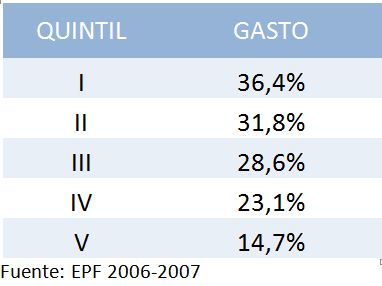 QUINTIL GASTO
I 36,4%
II 31,8%
III 28,6%
IV 23,1%
V 14,7%
Fuente: EPF 2006-2007